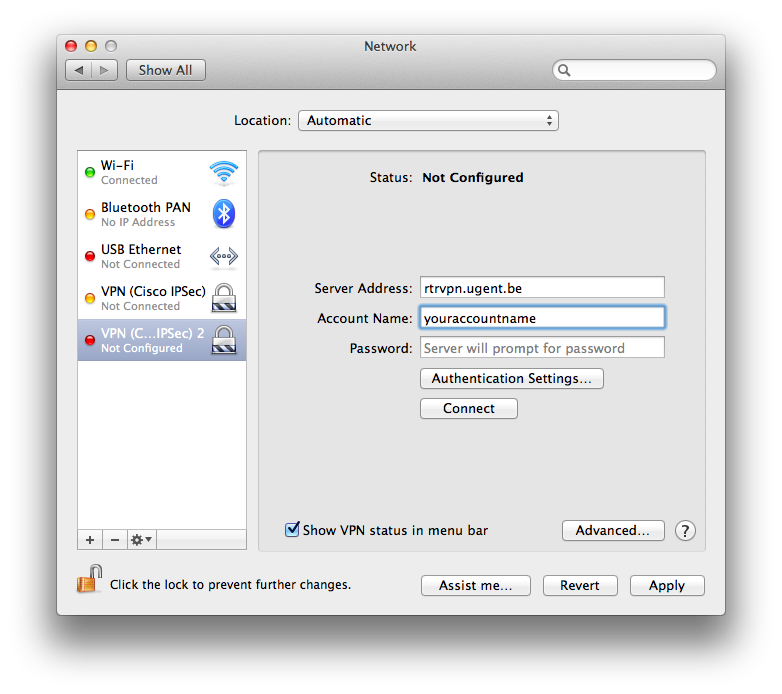 Network
Show All
Location: Automatic
Wi-Fi
Connected
Bluetooth PAN
No IP Address
USB Ethernet
Not Connected
VPN (Cisco IPSec)
Not Connected
VPN (C...IPSec) 2
Not Configured
Status: Not Configured
Server Address: rtrvpn.ugent.be
Account Name: youraccountname
Password: Server will prompt for password
Authentication Settings...
Connect
Show VPN status in menu bar
Advanced...
?
Click the lock to prevent further changes.
Assist me...
Revert
Apply